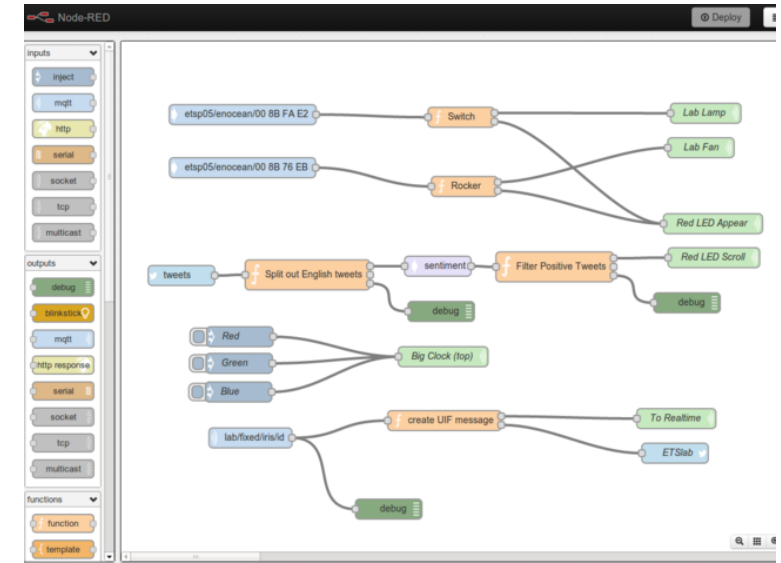 Node-RED
Deploy
inputs
inject
mqtt
http
serial
socket
tcp
multicast
outputs
debug
blinkstick
mqtt
http response
serial
socket
tcp
multicast
functions
function
template
etsp05/enocean/00 8B FA E2
Switch
Lab Lamp
Lab Fan
etsp05/enocean/00 8B 76 EB
Rocker
Red LED Appear
tweets
Split out English tweets
sentiment
Filter Positive Tweets
Red LED Scroll
debug
debug
Red
Green
Blue
Big Clock (top)
lab/fixed/iris/id
create UIF message
To Realtime
ETSlab
debug